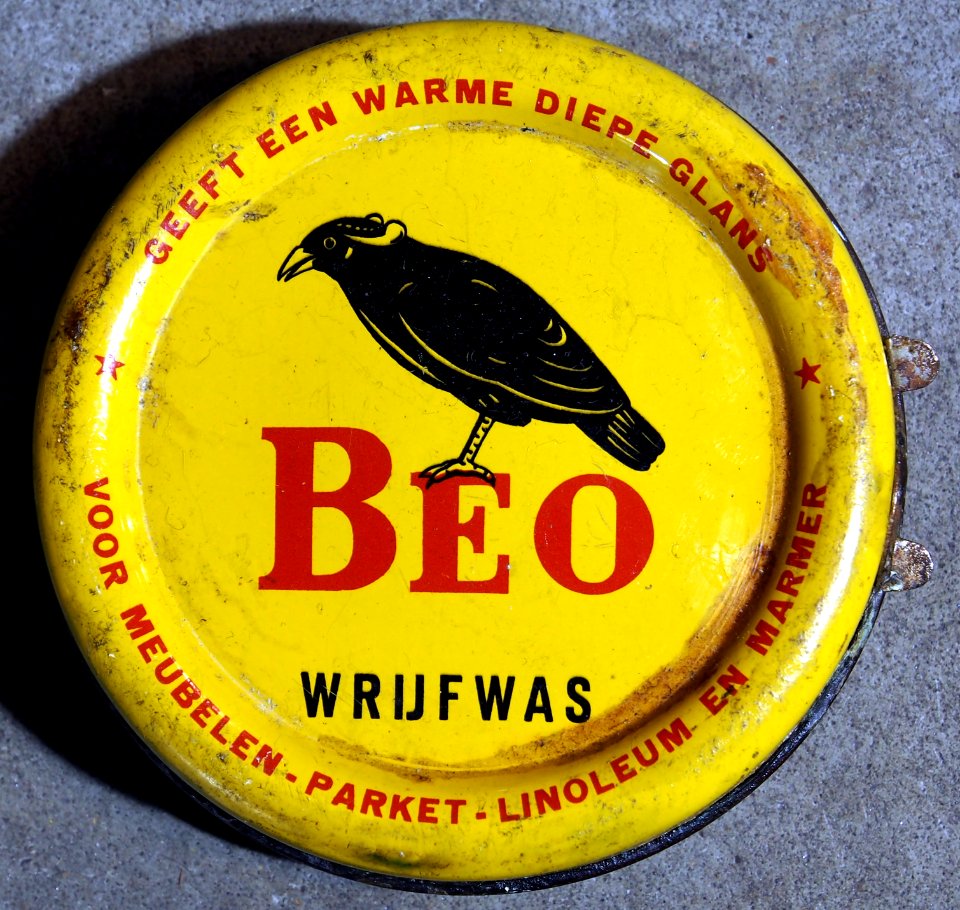 GEEFT EEN WARME DIEPE GLANS
BEO
WRIJFWAS
VOOR MEUBELEN - PARKET - LINOLEUM EN MARMER